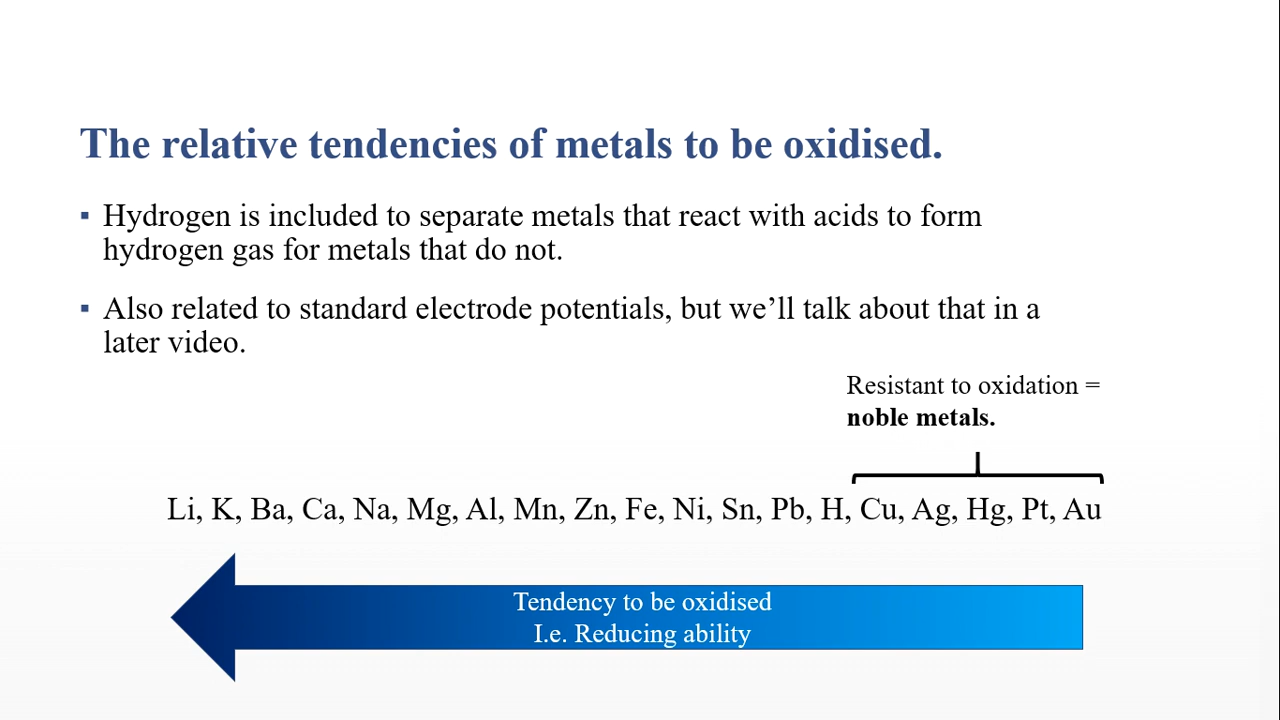 The relative tendencies of metals to be oxidised.
▪ Hydrogen is included to separate metals that react with acids to form
hydrogen gas for metals that do not.
▪ Also related to standard electrode potentials, but we’ll talk about that in a
later video.
Resistant to oxidation =
noble metals.
Li, K, Ba, Ca, Na, Mg, Al, Mn, Zn, Fe, Ni, Sn, Pb, H, Cu, Ag, Hg, Pt, Au
Tendency to be oxidised
I.e. Reducing ability